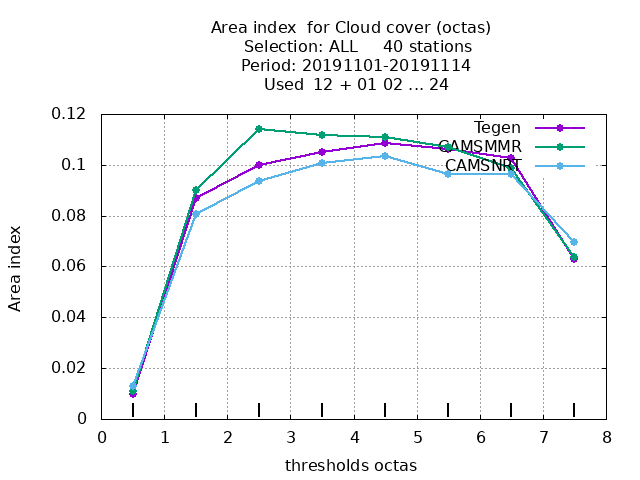 Area index  for Cloud cover (octas)
Selection: ALL     40 stations
Period: 20191101-20191114
Used  12 + 01 02 ... 24
Tegen
CAMSMMR
CAMSNRT
0.12
0.1
0.08
0.06
0.04
0.02
0
Area index
0 1 2 3 4 5 6 7 8
thresholds octas